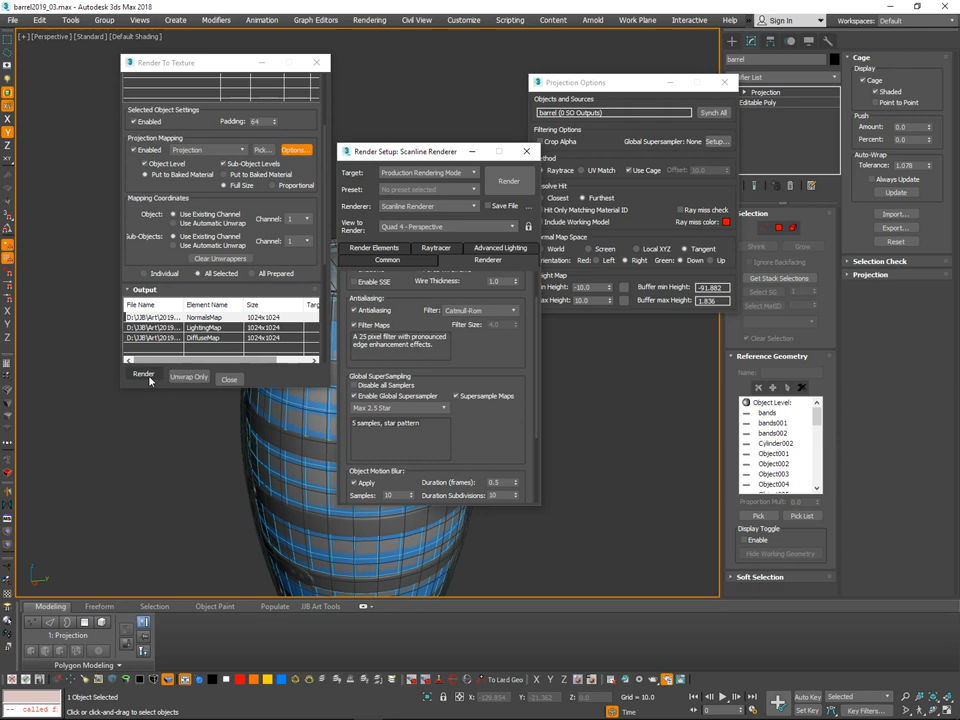 barrel2019_03.max - Autodesk 3ds Max 2018
File Edit Tools Group Views Create Modifiers Animation Graph Editors Rendering Civil View Customize Scripting Content Arnold Work Plane Interactive Help Sign In Workspaces: Default
[+] [Perspective] [Standard] [Default Shading]
Render To Texture
Selected Object Settings
Enabled Padding: 64
Projection Mapping
Enabled Projection Pick... Options...
Object Level Sub-Object Levels
Put to Baked Material Put to Baked Material
Full Size Proportional
Mapping Coordinates
Object: Use Existing Channel Channel: 1
Use Automatic Unwrap
Sub-Objects: Use Existing Channel Channel: 1
Use Automatic Unwrap
Clear Unwrappers
Individual All Selected All Prepared
Output
File Name Element Name Size
D:\JJB\Art\2019... NormalsMap 1024x1024
D:\JJB\Art\2019... LightingMap 1024x1024
D:\JJB\Art\2019... DiffuseMap 1024x1024
Render Unwrap Only Close
Render Setup: Scanline Renderer
Target: Production Rendering Mode
Preset: No preset selected
Render
Renderer: Scanline Renderer Save File ...
View to Render: Quad 4 - Perspective
Render Elements Raytracer Advanced Lighting
Common Renderer
Enable SSE Wire Thickness: 1.0
Antialiasing:
Antialiasing Filter: Catmull-Rom
Filter Maps Filter Size: 4.0
A 25 pixel filter with pronounced
edge enhancement effects.
Global SuperSampling:
Disable all Samplers
Enable Global Supersampler Supersample Maps
Max 2.5 Star
5 samples, star pattern
Object Motion Blur:
Apply Duration (frames): 0.5
Samples: 10 Duration Subdivisions: 10
Projection Options
Objects and Sources
barrel (0 SO Outputs) Synch All
Filtering Options
Crop Alpha Global Supersampler: None Setup...
Raytrace UV Match Use Cage Offset: 10.0
Closest Furthest
Hit Only Matching Material ID Ray miss check
Include Working Model Ray miss color:
World Screen Local XYZ Tangent
Red: Left Right Green: Down Up
Height: -10.0 Buffer min Height: -91.882
Height: 10.0 Buffer max Height: 1.836
barrel
Projection
Editable Poly
Selection
Shrink Grow
Ignore Backfacing
Get Stack Selections
Select SG 1
Select MatID
Clear Selection
Reference Geometry
Name:
Object Level:
bands
bands001
bands002
Cylinder002
Object001
Object002
Object003
Object004
Proportion Mult: 0.0
Pick Pick List
Display Toggle
Enable
Hide Working Geometry
Soft Selection
Cage
Display
Cage
Shaded
Point to Point
Push
Amount: 0.0
Percent: 0.0
Auto-Wrap
Tolerance: 1.078
Always Update
Update
Import...
Export...
Reset
Selection Check
Projection
Modeling Freeform Selection Object Paint Populate JJB Art Tools
1: Projection
Polygon Modeling
To Lard Geo
X Y Z
1 Object Selected
Click or click-and-drag to select objects
Grid = 10.0
Time
Auto Key Selected
Set Key Key Filters...